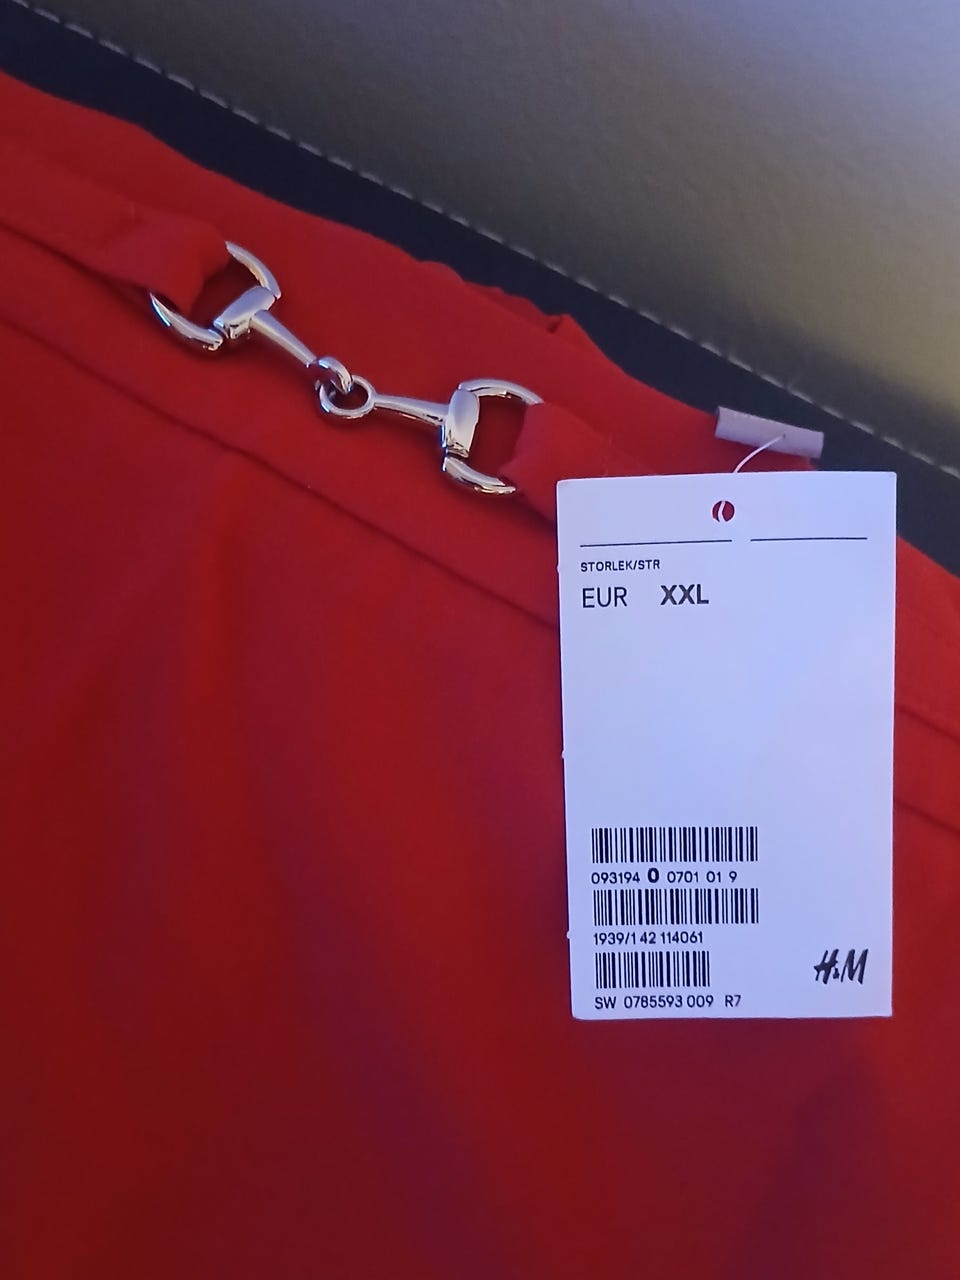 STORLEK/STR
EUR XXL
093194 0 0701 01 9
1939/1 42 114061
SW 0785593 009 R7
H&M